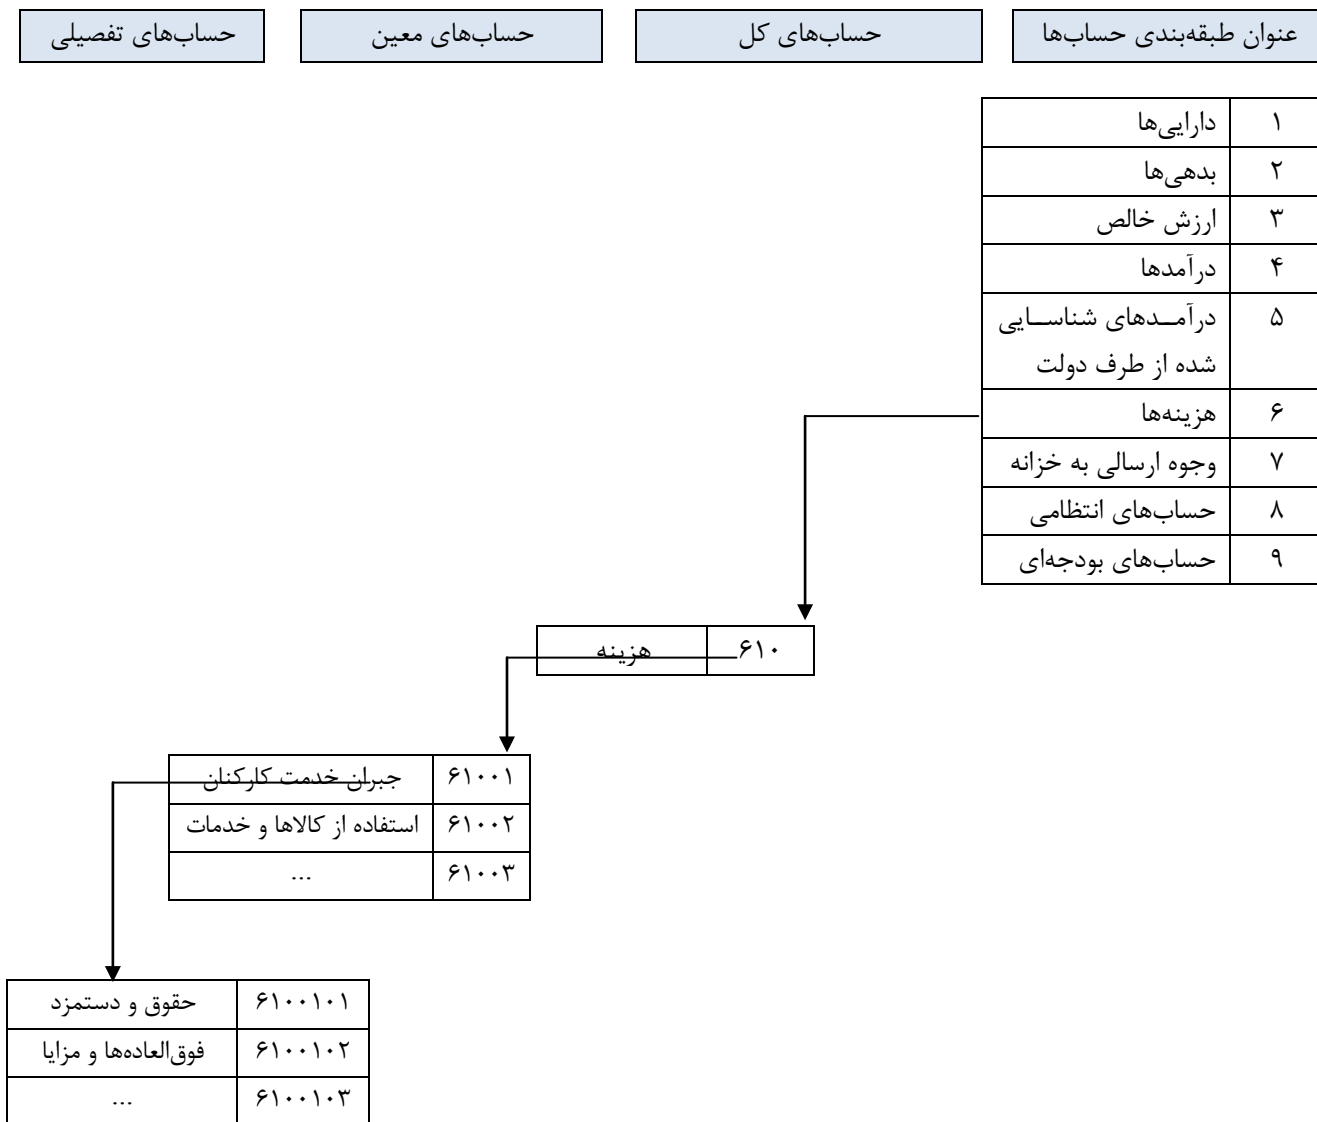 عنوان طبقه‌بندی حساب‌ها
حساب‌های کل
حساب‌های معین
حساب‌های تفصیلی
۱ دارایی‌ها
۲ بدهی‌ها
۳ ارزش خالص
۴ درآمدها
۵ درآمدهای شناسایی
شده از طرف دولت
۶ هزینه‌ها
۷ وجوه ارسالی به خزانه
۸ حساب‌های انتظامی
۹ حساب‌های بودجه‌ای
۶۱۰ هزینه
۶۱۰۰۱ جبران خدمت کارکنان
۶۱۰۰۲ استفاده از کالاها و خدمات
۶۱۰۰۳ ...
۶۱۰۰۱۰۱ حقوق و دستمزد
۶۱۰۰۱۰۲ فوق‌العاده‌ها و مزایا
۶۱۰۰۱۰۳ ...